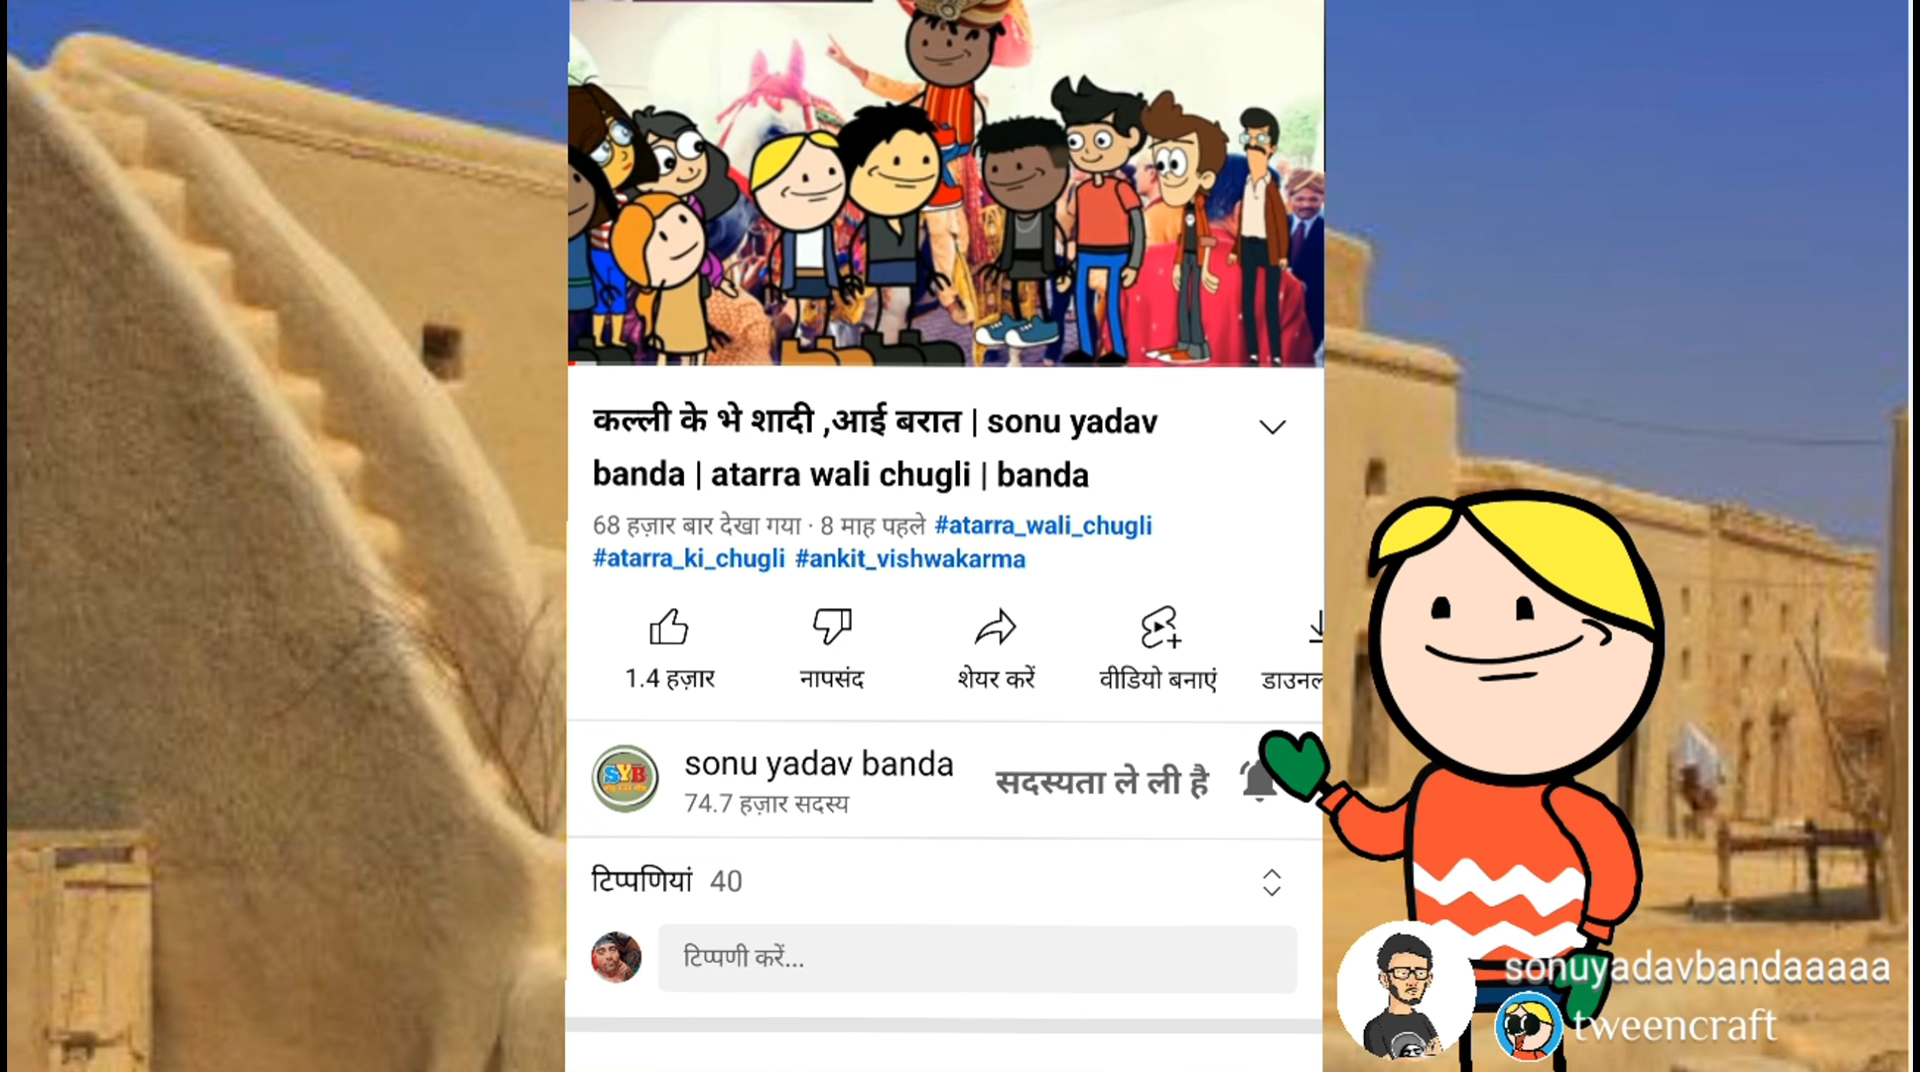 कल्ली के भे शादी ,आई बरात | sonu yadav
banda | atarra wali chugli | banda
68 हज़ार बार देखा गया · 8 माह पहले #atarra_wali_chugli
#atarra_ki_chugli #ankit_vishwakarma
1.4 हज़ार नापसंद शेयर करें वीडियो बनाएं डाउनल
SYB
sonu yadav banda
74.7 हज़ार सदस्य
सदस्यता ले ली है
टिप्पणियां 40
टिप्पणी करें...
sonuyadavbandaaaaa
tweencraft